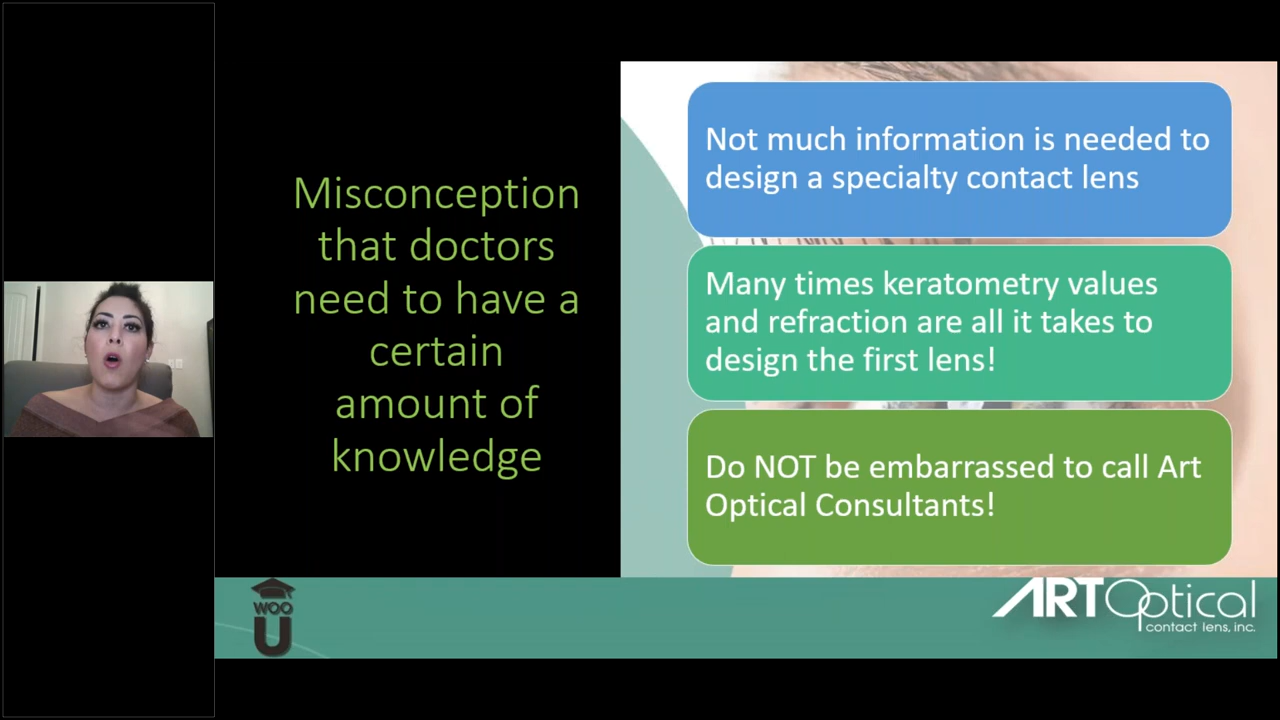 Misconception
that doctors
need to have a
certain
amount of
knowledge
Not much information is needed to
design a specialty contact lens
Many times keratometry values
and refraction are all it takes to
design the first lens!
Do NOT be embarrassed to call Art
Optical Consultants!
WOO
U
ART Optical
contact lens, inc.